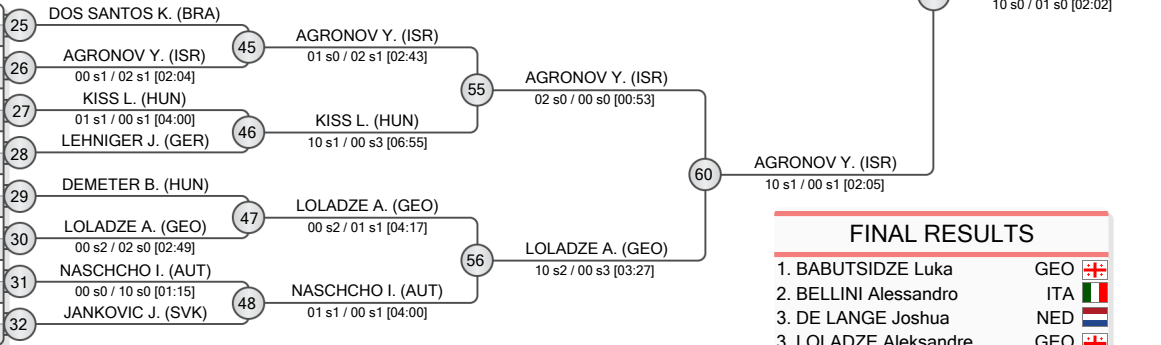 10 s0 / 01 s0 [02:02]
25
DOS SANTOS K. (BRA)
45
AGRONOV Y. (ISR)
01 s0 / 02 s1 [02:43]
26
AGRONOV Y. (ISR)
00 s1 / 02 s1 [02:04]
55
AGRONOV Y. (ISR)
02 s0 / 00 s0 [00:53]
27
KISS L. (HUN)
01 s1 / 00 s1 [04:00]
46
KISS L. (HUN)
10 s1 / 00 s3 [06:55]
28
LEHNIGER J. (GER)
60
AGRONOV Y. (ISR)
10 s1 / 00 s1 [02:05]
29
DEMETER B. (HUN)
47
LOLADZE A. (GEO)
00 s2 / 01 s1 [04:17]
30
LOLADZE A. (GEO)
00 s2 / 02 s0 [02:49]
56
LOLADZE A. (GEO)
10 s2 / 00 s3 [03:27]
31
NASCHCHO I. (AUT)
00 s0 / 10 s0 [01:15]
48
NASCHCHO I. (AUT)
01 s1 / 00 s1 [04:00]
32
JANKOVIC J. (SVK)
FINAL RESULTS
1. BABUTSIDZE Luka GEO
2. BELLINI Alessandro ITA
3. DE LANGE Joshua NED
3. LOLADZE Aleksandre GEO